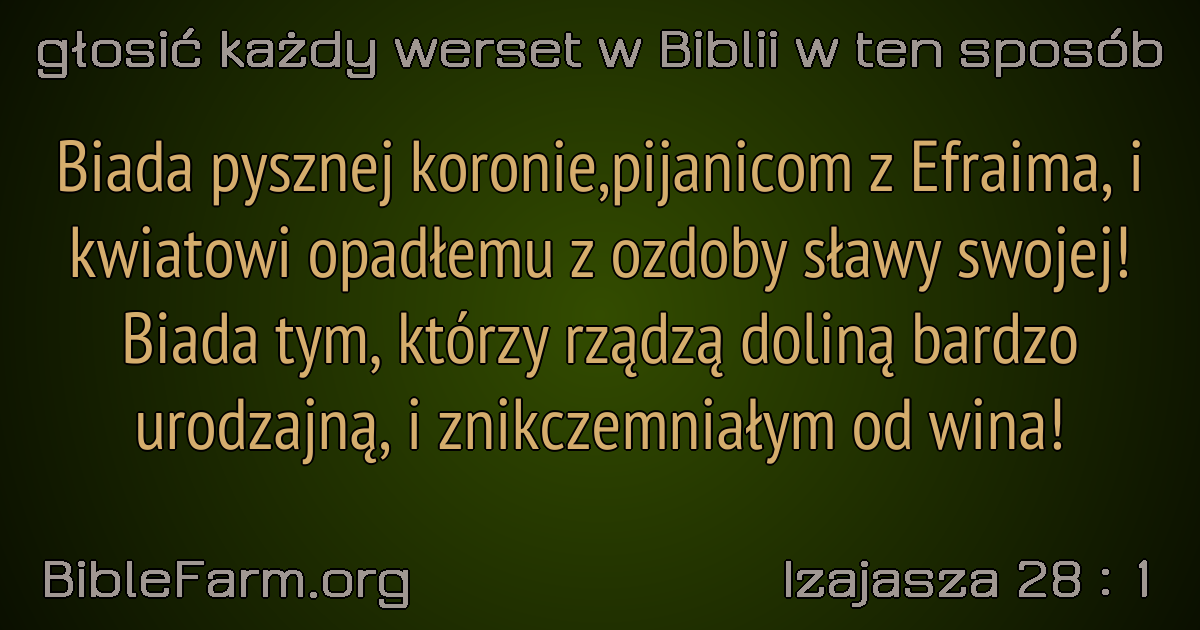 głosić każdy werset w Biblii w ten sposób
Biada pysznej koronie,pijanicom z Efraima, i
kwiatowi opadłemu z ozdoby sławy swojej!
Biada tym, którzy rządzą doliną bardzo
urodzajną, i znikczemniałym od wina!
BibleFarm.org
Izajasza 28 : 1